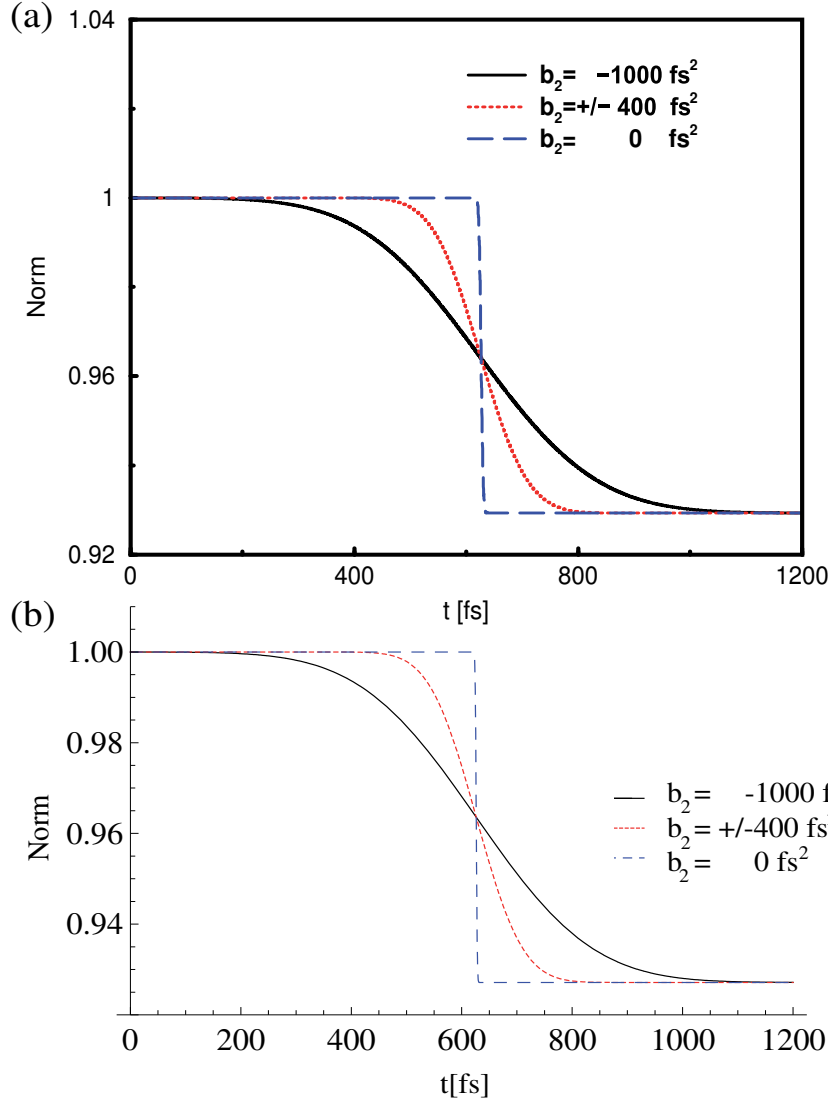 (a)
1.04
b₂= −1000 fs²
b₂=+/− 400 fs²
b₂= 0 fs²
1
Norm
0.96
0.92
0 400 600 800 1200
t [fs]
(b)
1.00
0.98
b₂= -1000 f
0.96
b₂= +/-400 fs
b₂= 0 fs²
Norm
0.94
0 200 400 600 800 1000 1200
t[fs]